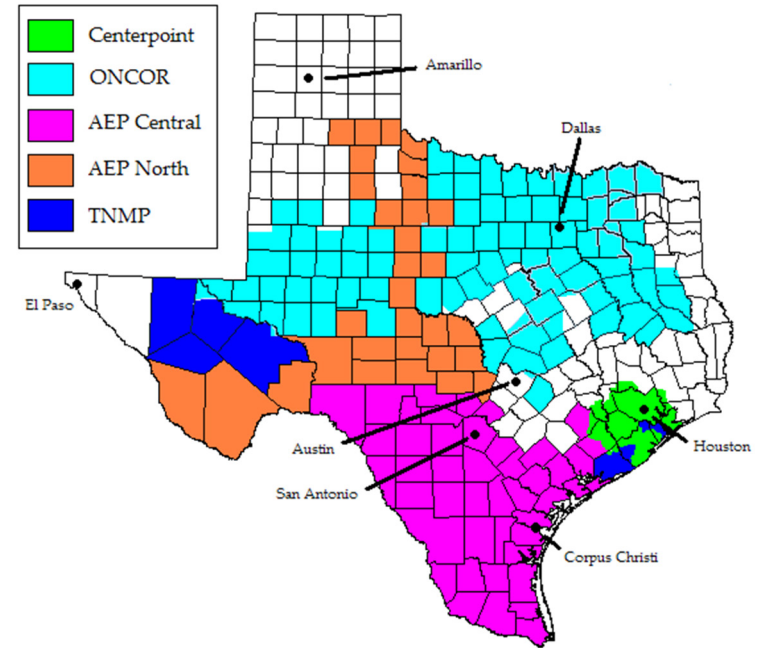 Centerpoint
ONCOR
AEP Central
AEP North
TNMP
Amarillo
Dallas
El Paso
Austin
San Antonio
Houston
Corpus Christi